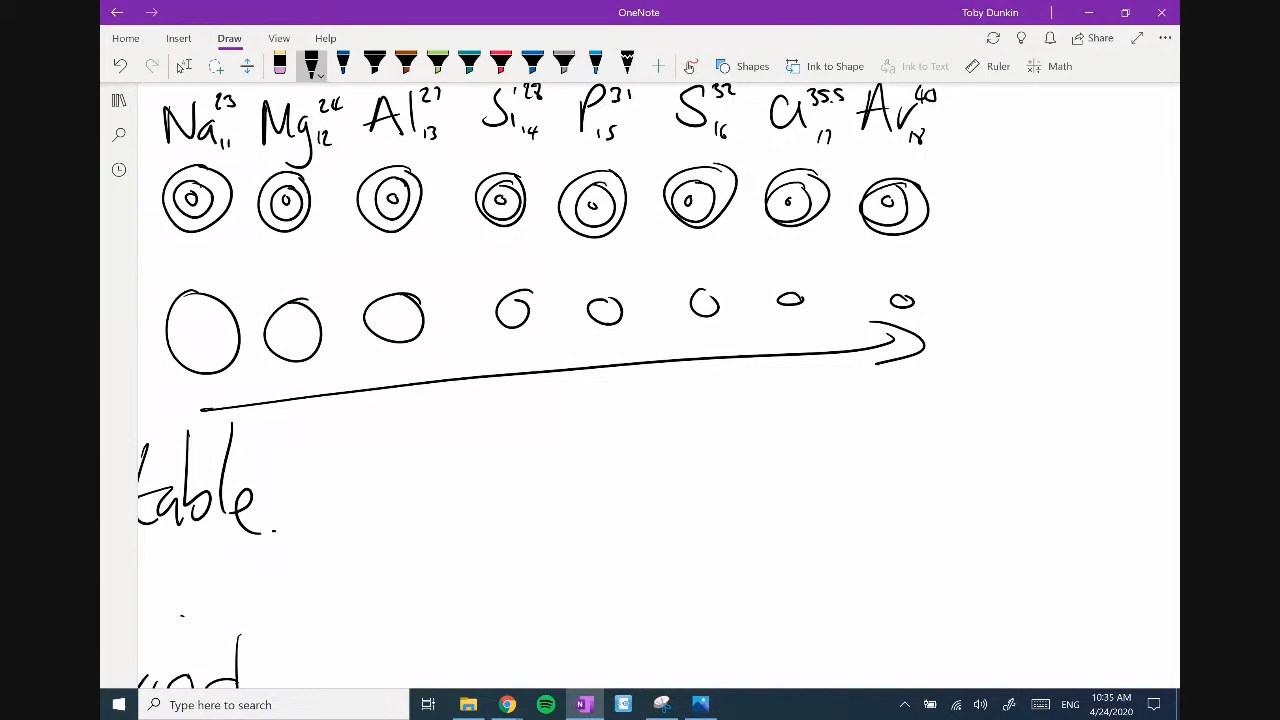 OneNote
Toby Dunkin
Home Insert Draw View Help
Share
Shapes Ink to Shape Ink to Text Ruler Math
Na 23 11 Mg 24 12 Al 27 13 Si 28 14 P 31 15 S 32 16 Cl 35.5 17 Ar 40 18
table.
and
Type here to search
ENG
10:35 AM
4/24/2020